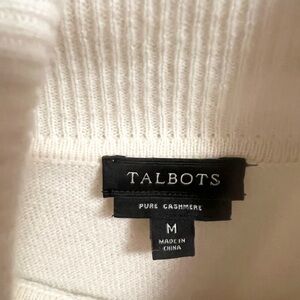 TALBOTS
PURE CASHMERE
M
MADE IN
CHINA